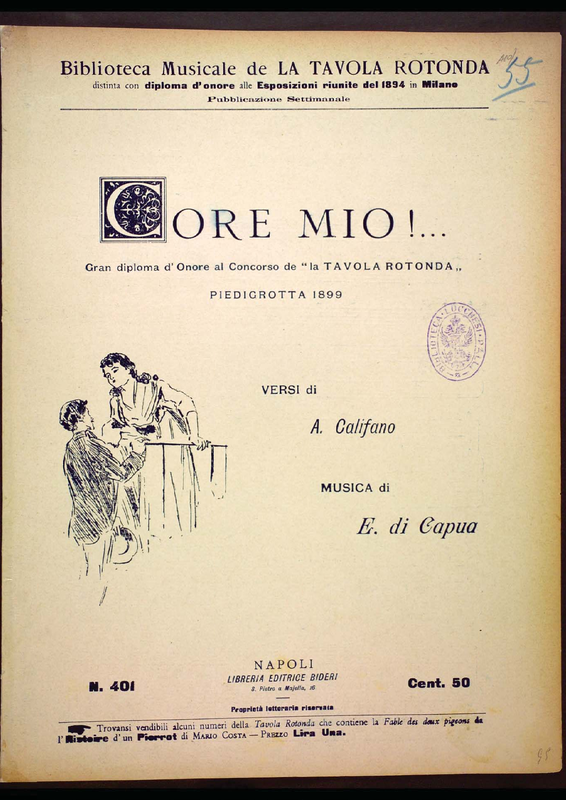 Biblioteca Musicale de LA TAVOLA ROTONDA
distinta con diploma d'onore alle Esposizioni riunite del 1894 in Milano
Pubblicazione Settimanale
55
CORE MIO!...
Gran diploma d'Onore al Concorso de "la TAVOLA ROTONDA„
PIEDIGROTTA 1899
BIBLIOTECA LUCCHESI PALLI
VERSI di
A. Califano
MUSICA di
E. di Capua
N. 401
NAPOLI
LIBRERIA EDITRICE BIDERI
S. Pietro a Majella, 16
Cent. 50
Proprietà letteraria riservata
Trovansi vendibili alcuni numeri della Tavola Rotonda che contiene la Fable des deux pigeons da
l'Histoire d'un Pierrot di MARIO COSTA — PREZZO Lira Una.